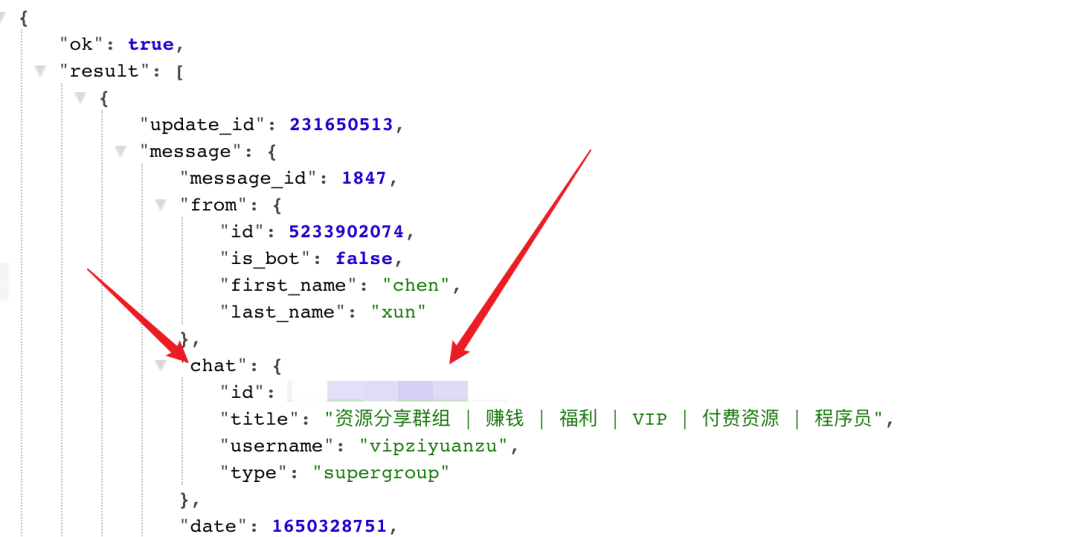 {
"ok": true,
"result": [
{
"update_id": 231650513,
"message": {
"message_id": 1847,
"from": {
"id": 5233902074,
"is_bot": false,
"first_name": "chen",
"last_name": "xun"
},
"chat": {
"id":
"title": "资源分享群组 | 赚钱 | 福利 | VIP | 付费资源 | 程序员",
"username": "vipziyuanzu",
"type": "supergroup"
},
"date": 1650328751,